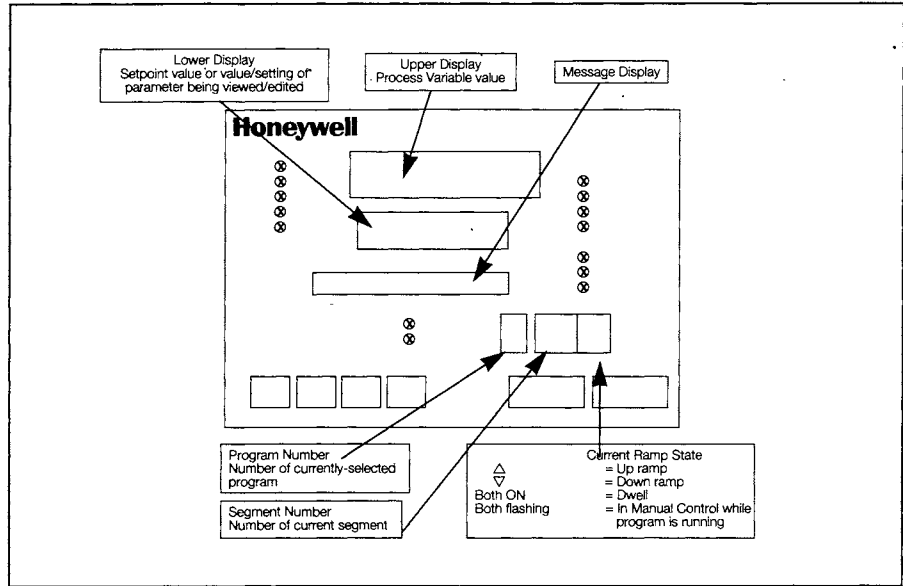 Lower Display
Setpoint value or value/setting of
parameter being viewed/edited
Upper Display
Process Variable value
Message Display
Honeywell
Program Number
Number of currently-selected
program
Segment Number
Number of current segment
Current Ramp State
△ = Up ramp
▽ = Down ramp
Both ON = Dwell
Both flashing = In Manual Control while
program is running